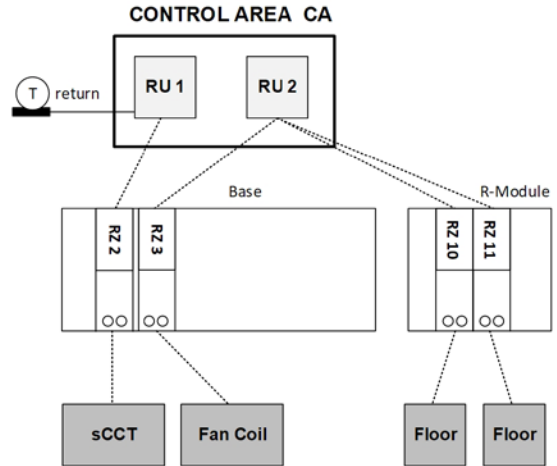 CONTROL AREA CA
RU 1
RU 2
T
return
Base
R-Module
RZ 2
RZ 3
RZ 10
RZ 11
sCCT
Fan Coil
Floor
Floor